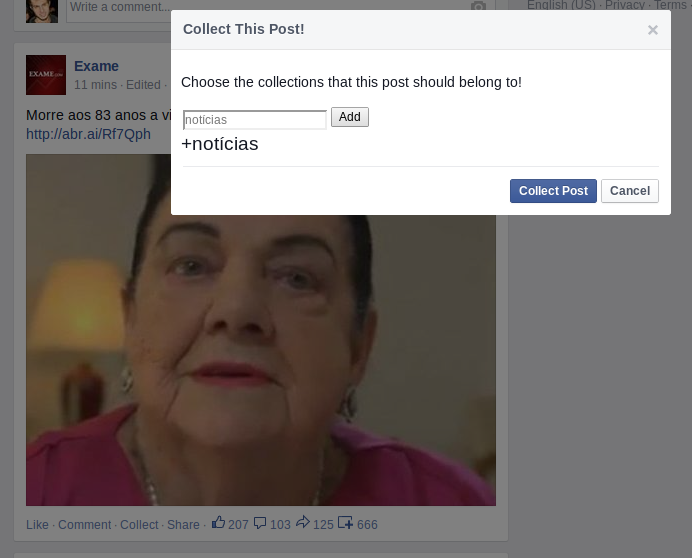 Write a comment...
English (US) · Privacy · Terms
Collect This Post!
×
Choose the collections that this post should belong to!
notícias
Add
+notícias
Collect Post
Cancel
EXAME.com
Exame
11 mins · Edited ·
Morre aos 83 anos a vi
http://abr.ai/Rf7Qph
Like · Comment · Collect · Share · 207 103 125 666